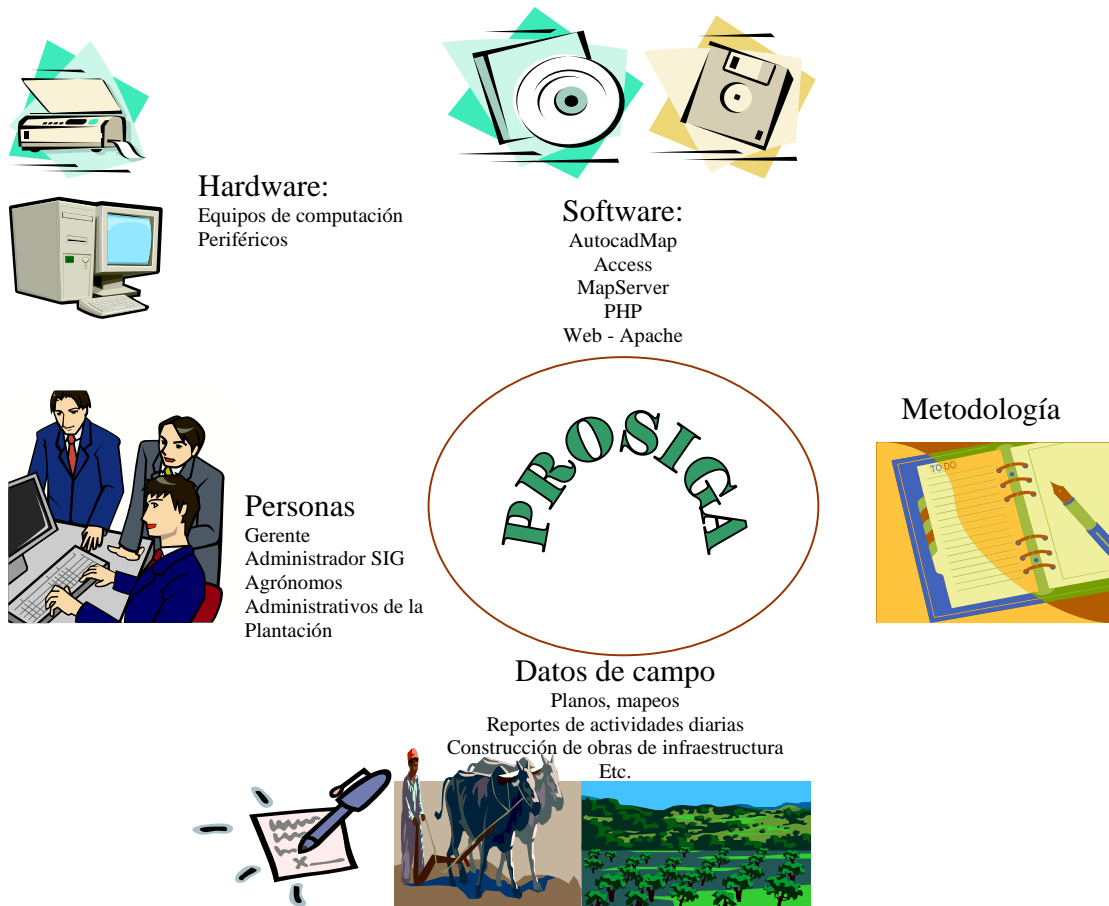 Hardware:
Equipos de computación
Periféricos
Software:
AutocadMap
Access
MapServer
PHP
Web - Apache
PROSIGA
Metodología
TO DO
Personas
Gerente
Administrador SIG
Agrónomos
Administrativos de la
Plantación
Datos de campo
Planos, mapeos
Reportes de actividades diarias
Construcción de obras de infraestructura
Etc.